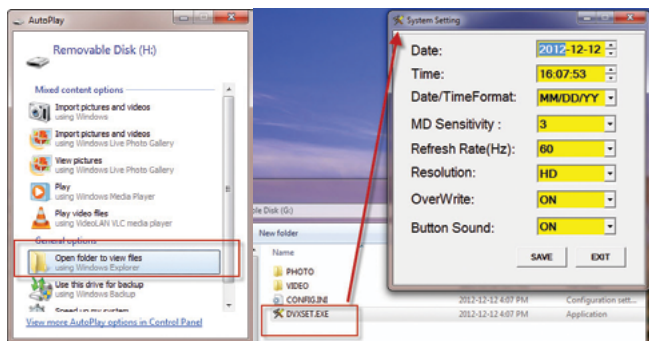 AutoPlay
Removable Disk (H:)
Mixed content options
Import pictures and videos
using Windows
Import pictures and videos
using Windows Live Photo Gallery
View pictures
using Windows Live Photo Gallery
Play
using Windows Media Player
Play video files
using VideoLAN VLC media player
General options
Open folder to view files
using Windows Explorer
Use this drive for backup
using Windows Backup
Speed up my system
View more AutoPlay options in Control Panel
System Setting
Date: 2012-12-12
Time: 16:07:53
Date/TimeFormat: MM/DD/YY
MD Sensitivity : 3
Refresh Rate(Hz): 60
Resolution: HD
OverWrite: ON
Button Sound: ON
SAVE EXIT
ble Disk (G:)
New folder
Name
PHOTO
VIDEO
CONFIG.INI 2012-12-12 4:07 PM Configuration sett...
DVXSET.EXE 2012-12-12 4:07 PM Application